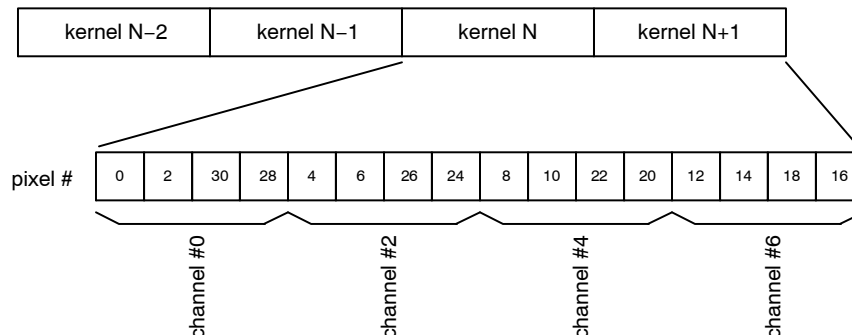 kernel N−2 kernel N−1 kernel N kernel N+1
pixel # 0 2 30 28 4 6 26 24 8 10 22 20 12 14 18 16
channel #0
channel #2
channel #4
channel #6